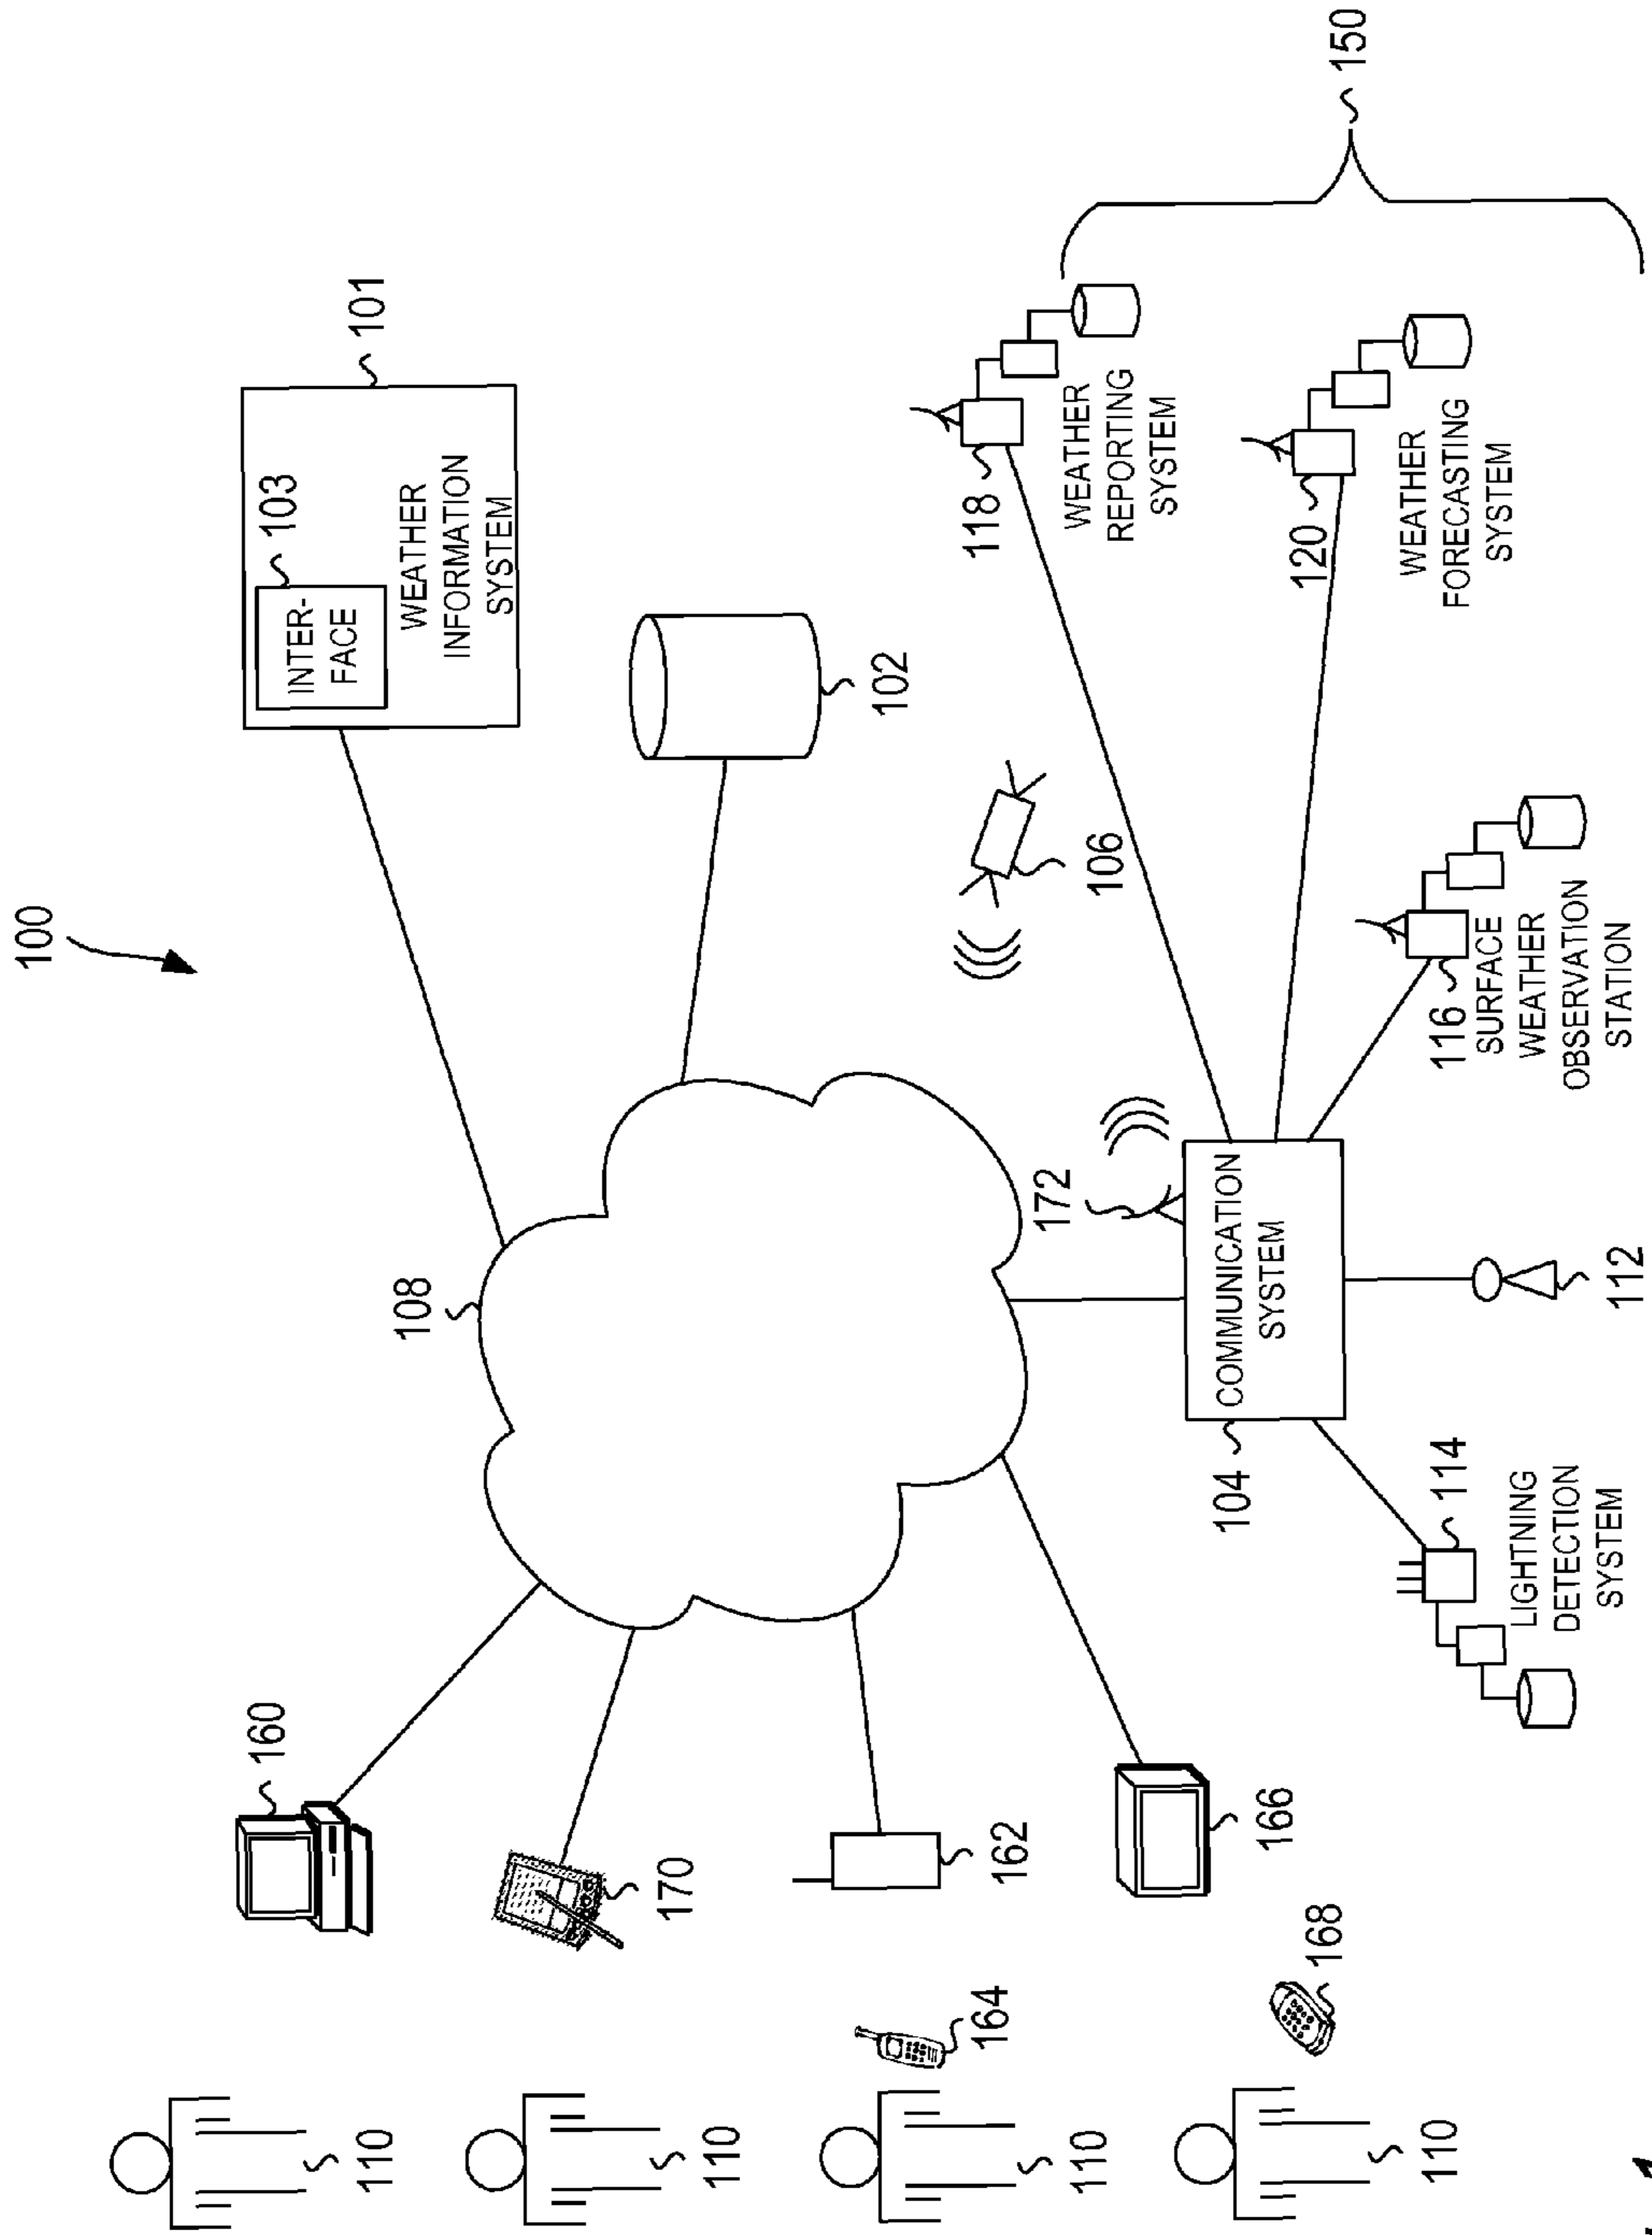 100
101
103
INTER-
FACE
WEATHER
INFORMATION
SYSTEM
108
102
160
170
162
166
164
168
110
110
110
110
106
172
COMMUNICATION
SYSTEM
104
118
WEATHER
REPORTING
SYSTEM
120
WEATHER
FORECASTING
SYSTEM
150
116
SURFACE
WEATHER
OBSERVATION
STATION
112
114
LIGHTNING
DETECTION
SYSTEM